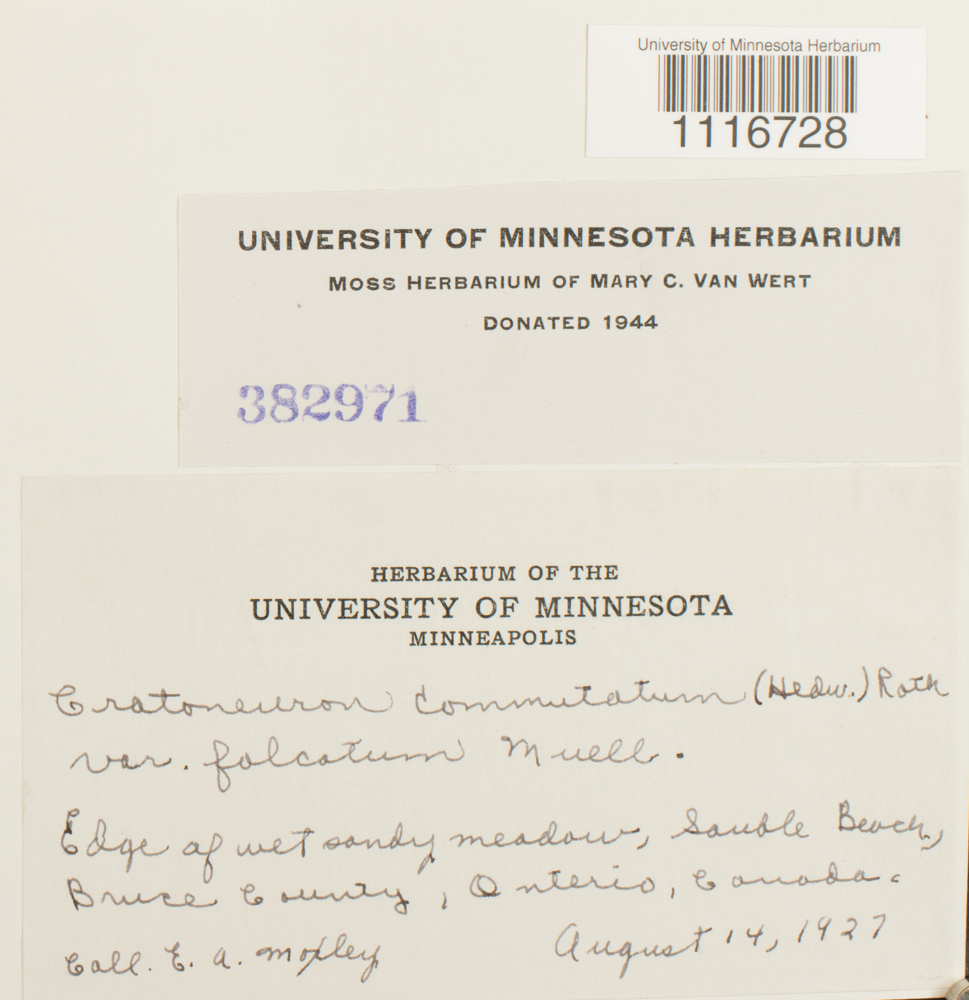 University of Minnesota Herbarium
1116728
UNIVERSITY OF MINNESOTA HERBARIUM
MOSS HERBARIUM OF MARY C. VAN WERT
DONATED 1944
382971
HERBARIUM OF THE
UNIVERSITY OF MINNESOTA
MINNEAPOLIS
Cratoneuron commutatum (Hedw.) Roth
var. falcatum Muell.
Edge of wet sandy meadow, Sauble Beach,
Bruce County, Ontario, Canada.
Coll. E. A. Moxley August 14, 1927